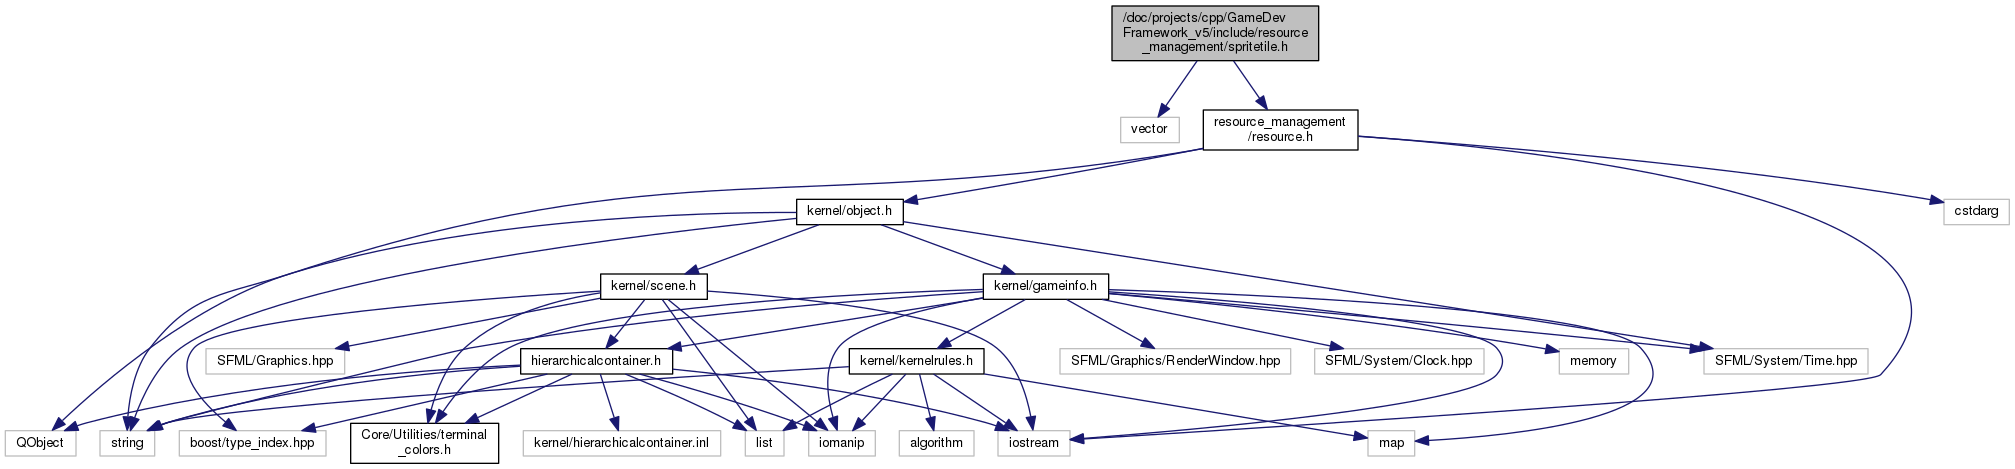 /doc/projects/cpp/GameDev
Framework_v5/include/resource
_management/spritetile.h
vector
resource_management
/resource.h
kernel/object.h
cstdarg
kernel/scene.h
kernel/gameinfo.h
SFML/Graphics.hpp
hierarchicalcontainer.h
kernel/kernelrules.h
SFML/Graphics/RenderWindow.hpp
SFML/System/Clock.hpp
memory
SFML/System/Time.hpp
QObject
string
boost/type_index.hpp
Core/Utilities/terminal
_colors.h
kernel/hierarchicalcontainer.inl
list
iomanip
algorithm
iostream
map